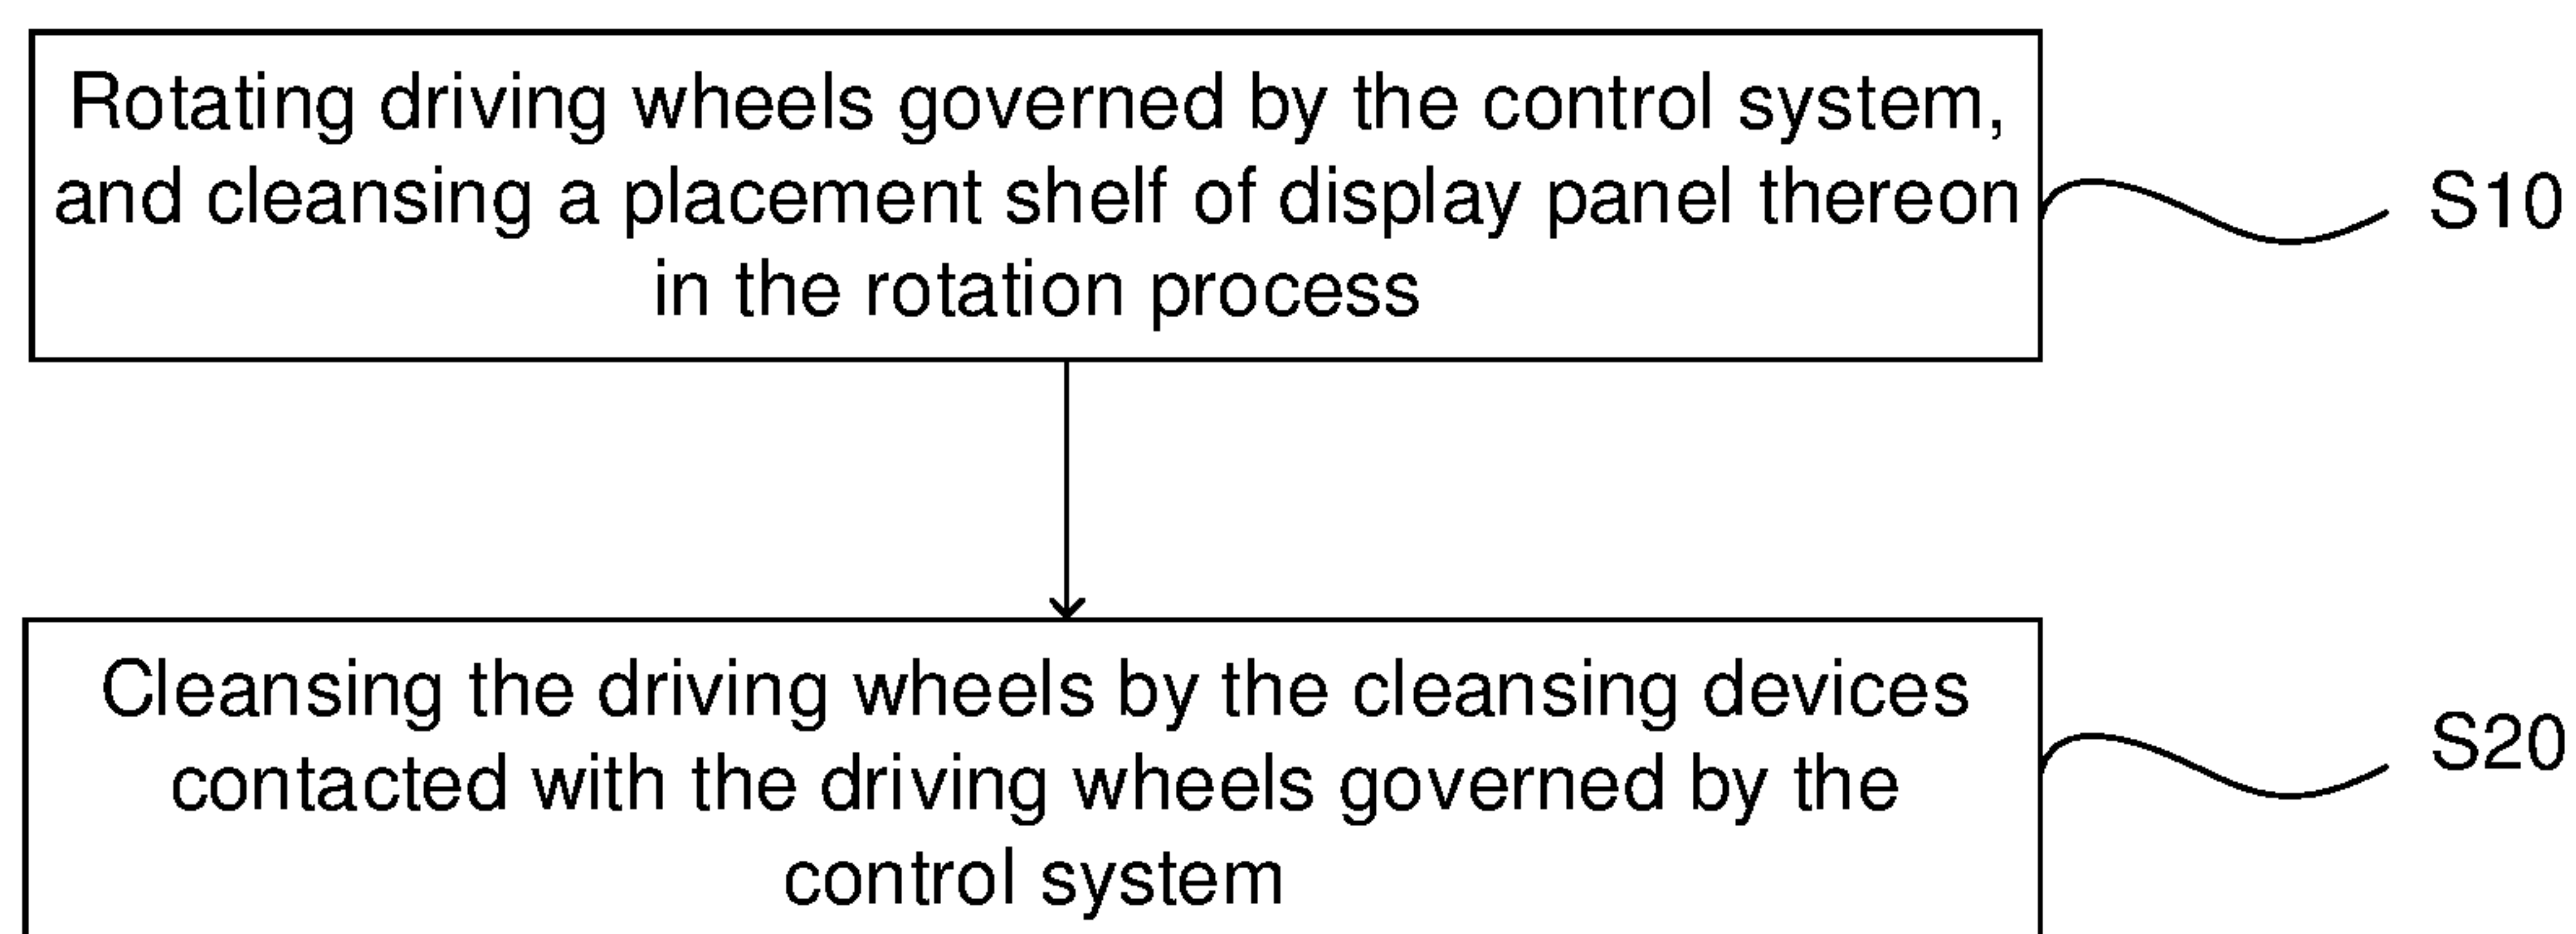 Rotating driving wheels governed by the control system,
and cleansing a placement shelf of display panel thereon
in the rotation process
S10
Cleansing the driving wheels by the cleansing devices
contacted with the driving wheels governed by the
control system
S20